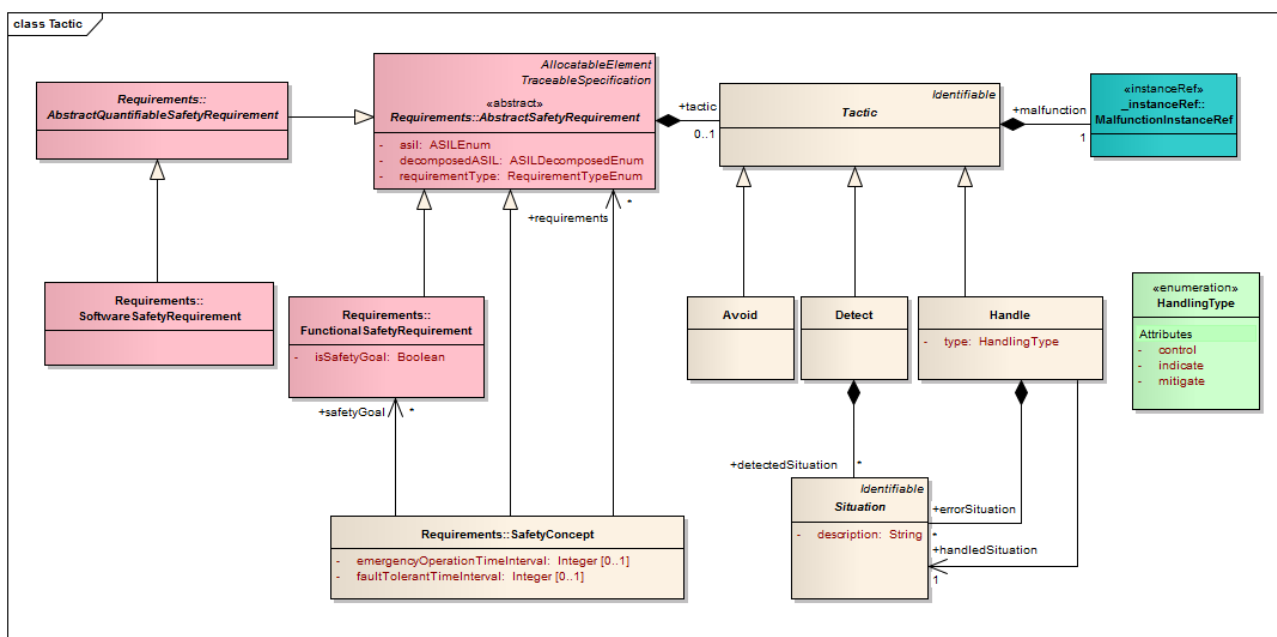 class Tactic
Requirements::
AbstractQuantifiableSafetyRequirement
AllocatableElement
TraceableSpecification
«abstract»
Requirements::AbstractSafetyRequirement
- asil: ASILEnum
- decomposedASIL: ASILDecomposedEnum
- requirementType: RequirementTypeEnum
+tactic
0..1
Identifiable
Tactic
+malfunction
1
«instanceRef»
_instanceRef::
MalfunctionInstanceRef
+requirements
*
Requirements::
SoftwareSafetyRequirement
Requirements::
FunctionalSafetyRequirement
- isSafetyGoal: Boolean
Avoid
Detect
Handle
- type: HandlingType
«enumeration»
HandlingType
Attributes
- control
- indicate
- mitigate
+safetyGoal
*
+detectedSituation
*
Identifiable
Situation
- description: String
+errorSituation
*
+handledSituation
1
Requirements::SafetyConcept
- emergencyOperationTimeInterval: Integer [0..1]
- faultTolerantTimeInterval: Integer [0..1]